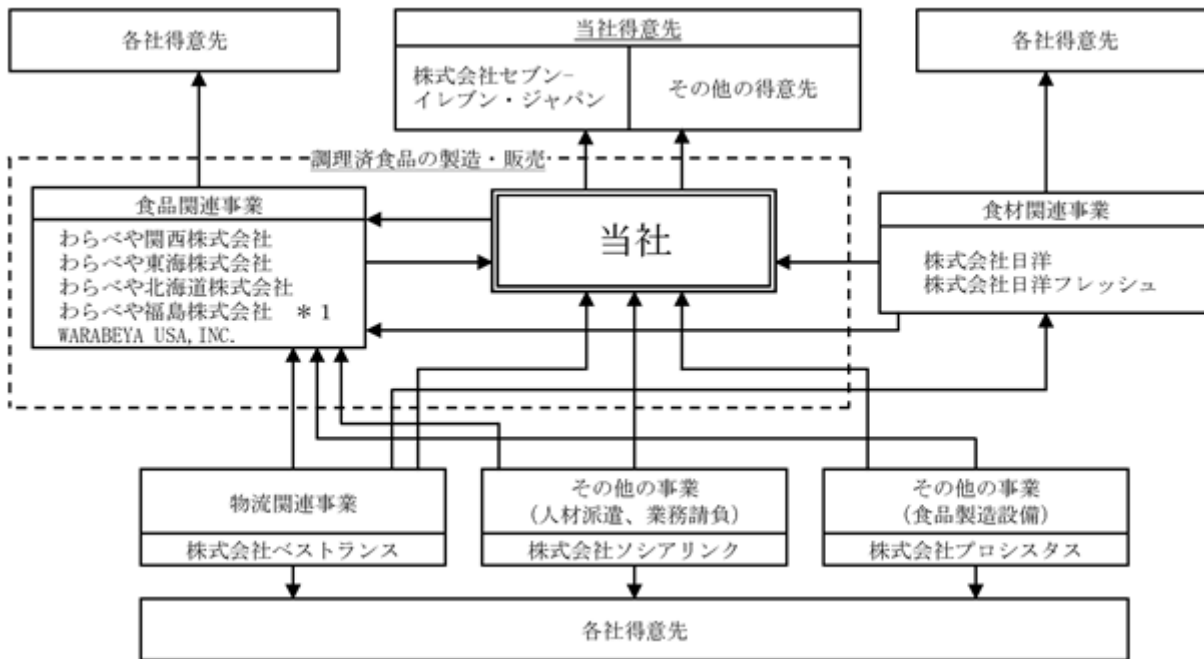 各社得意先
当社得意先
株式会社セブン-
イレブン・ジャパン
その他の得意先
各社得意先
調理済食品の製造・販売
食品関連事業
わらべや関西株式会社
わらべや東海株式会社
わらべや北海道株式会社
わらべや福島株式会社 *1
WARABEYA USA,INC.
当社
食材関連事業
株式会社日洋
株式会社日洋フレッシュ
物流関連事業
株式会社ベストランス
その他の事業
(人材派遣、業務請負)
株式会社ソシアリンク
その他の事業
(食品製造設備)
株式会社プロシスタス
各社得意先